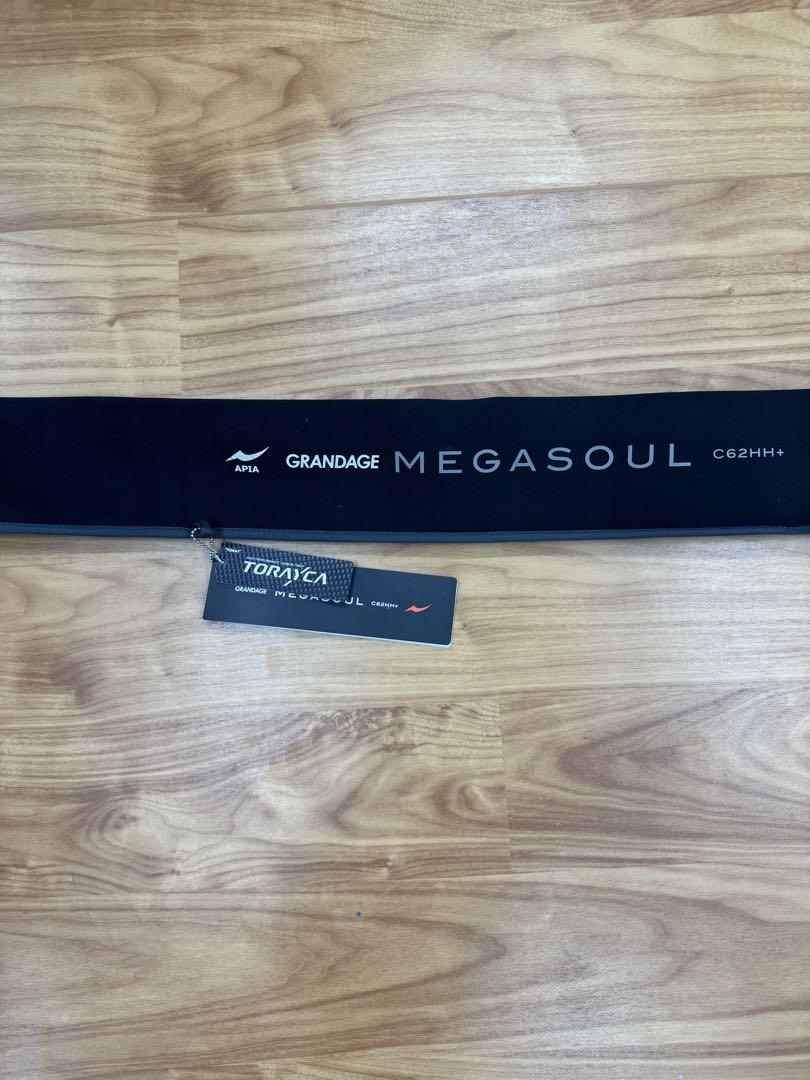 APIA GRANDAGE MEGASOUL C62HH+
TORAYCA
GRANDAGE MEGASOUL C62HH+